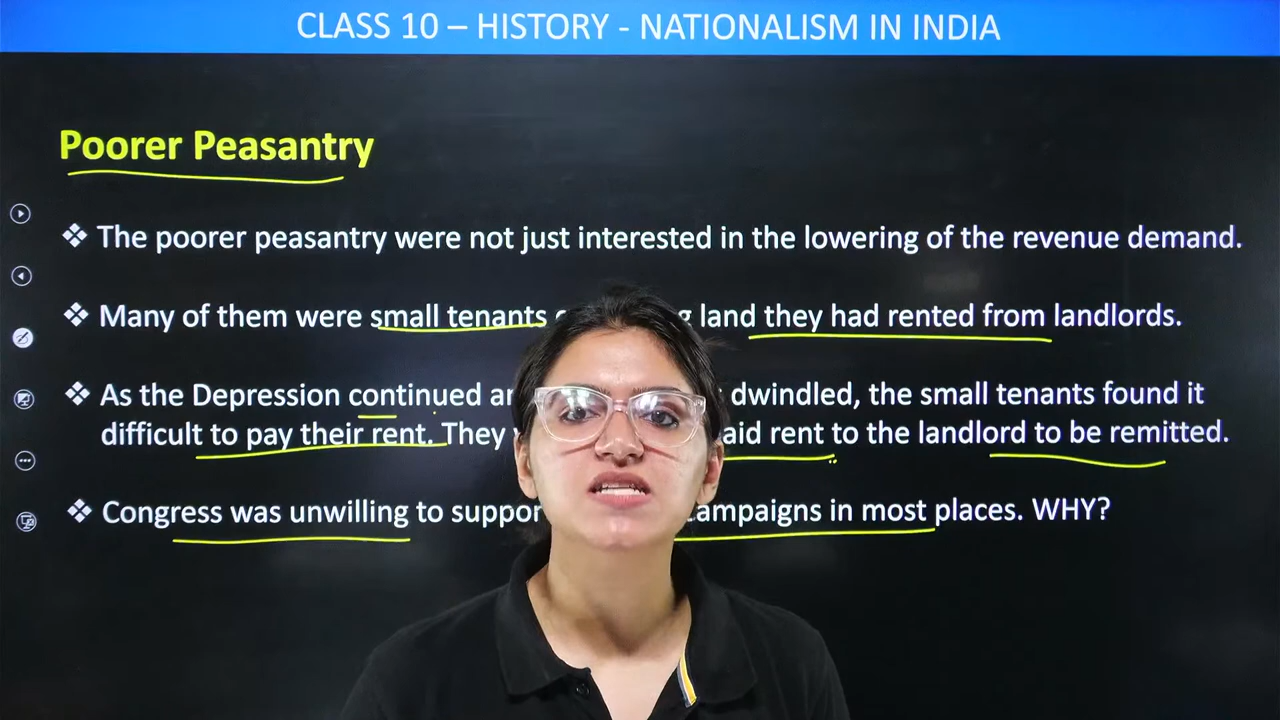 CLASS 10 – HISTORY - NATIONALISM IN INDIA
Poorer Peasantry
❖ The poorer peasantry were not just interested in the lowering of the revenue demand.
❖ Many of them were small tenants land they had rented from landlords.
❖ As the Depression continued dwindled, the small tenants found it
difficult to pay their rent. They rent to the landlord to be remitted.
❖ Congress was unwilling to campaigns in most places. WHY?